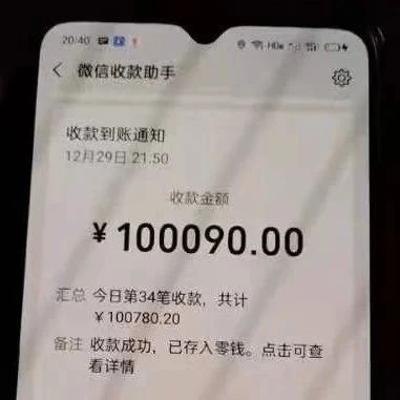 20:40
微信收款助手
收款到账通知
12月29日 21.50
收款金额
￥100090.00
汇总 今日第34笔收款，共计
￥100780.20
备注 收款成功，已存入零钱。点击可查
看详情